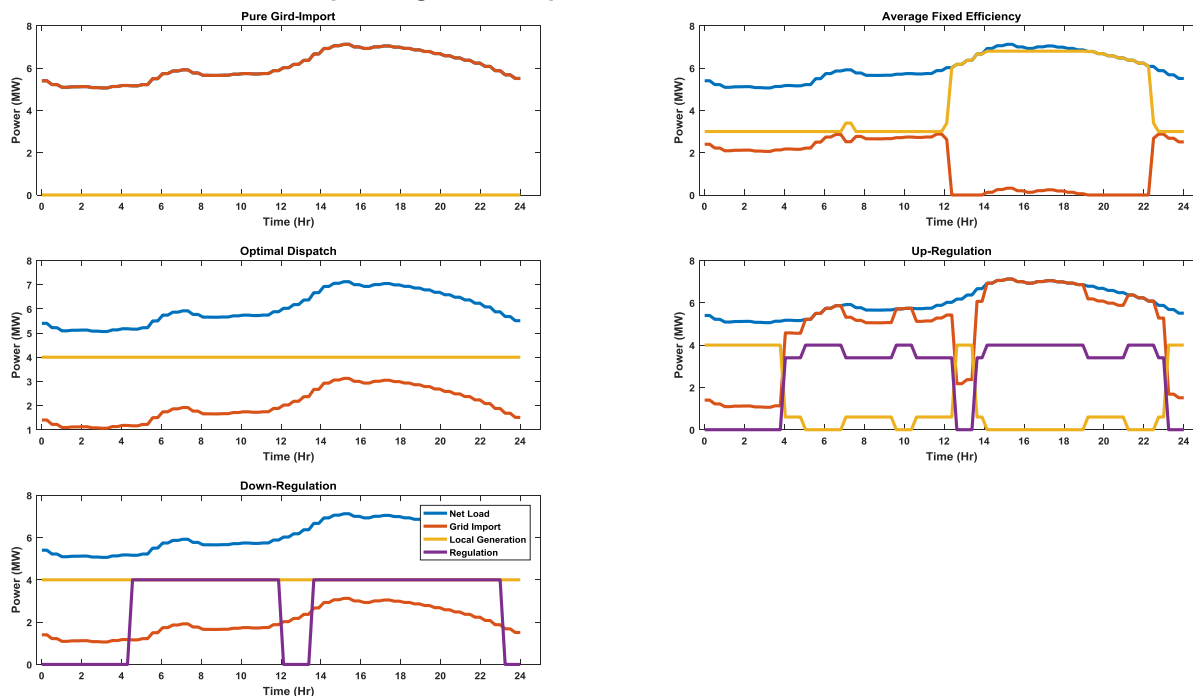 Pure Gird-Import
Power (MW)
8
6
4
2
0
0 2 4 6 8 10 12 14 16 18 20 22 24
Time (Hr)
Average Fixed Efficiency
Power (MW)
8
6
4
2
0
0 2 4 6 8 10 12 14 16 18 20 22 24
Time (Hr)
Optimal Dispatch
Power (MW)
8
7
6
5
4
3
2
1
0 2 4 6 8 10 12 14 16 18 20 22 24
Time (Hr)
Up-Regulation
Power (MW)
8
6
4
2
0
0 2 4 6 8 10 12 14 16 18 20 22 24
Time (Hr)
Down-Regulation
Power (MW)
8
6
4
2
0
Net Load
Grid Import
Local Generation
Regulation
0 2 4 6 8 10 12 14 16 18 20 22 24
Time (Hr)